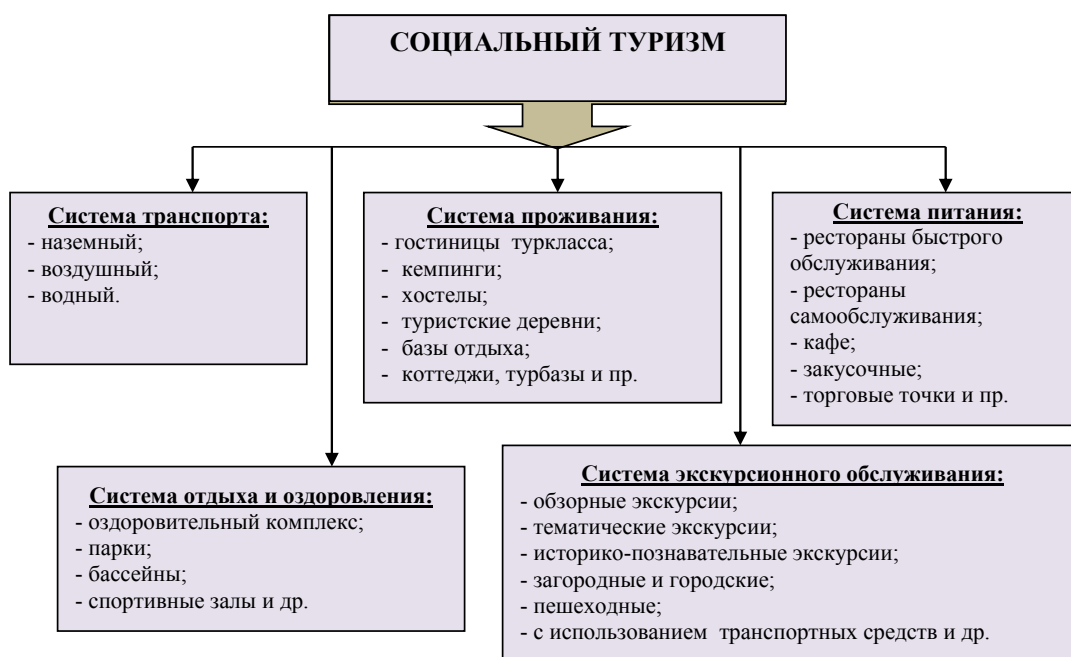 СОЦИАЛЬНЫЙ ТУРИЗМ
Система транспорта:
- наземный;
- воздушный;
- водный.
Система проживания:
- гостиницы туркласса;
- кемпинги
- хостелы;
- туристские деревни;
- базы отдыха;
- коттеджи, турбазы и пр.
Система питания:
- рестораны быстрого
обслуживания;
- рестораны
самообслуживания;
- кафе;
- закусочные;
- торговые точки и пр.
Система отдыха и оздоровления:
- оздоровительный комплекс;
- парки;
- бассейны;
- спортивные залы и др.
Система экскурсионного обслуживания:
- обзорные экскурсии;
- тематические экскурсии;
- историко-познавательные экскурсии;
- загородные и городские;
- пешеходные;
- с использованием транспортных средств и др.